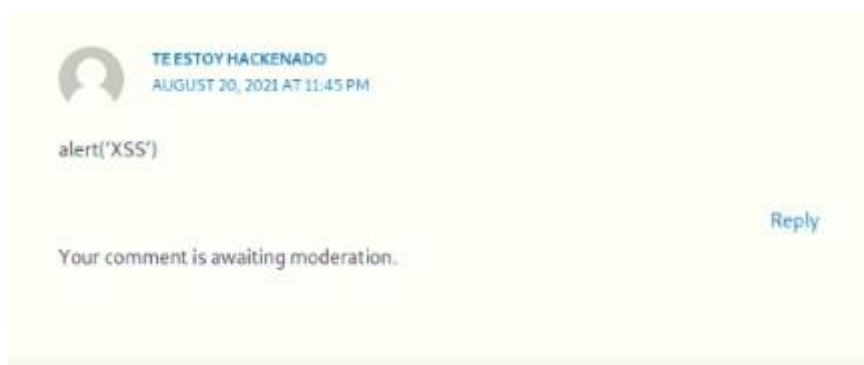 TE ESTOY HACKENADO
AUGUST 20, 2021 AT 11:45 PM
alert('XSS')
Reply
Your comment is awaiting moderation.